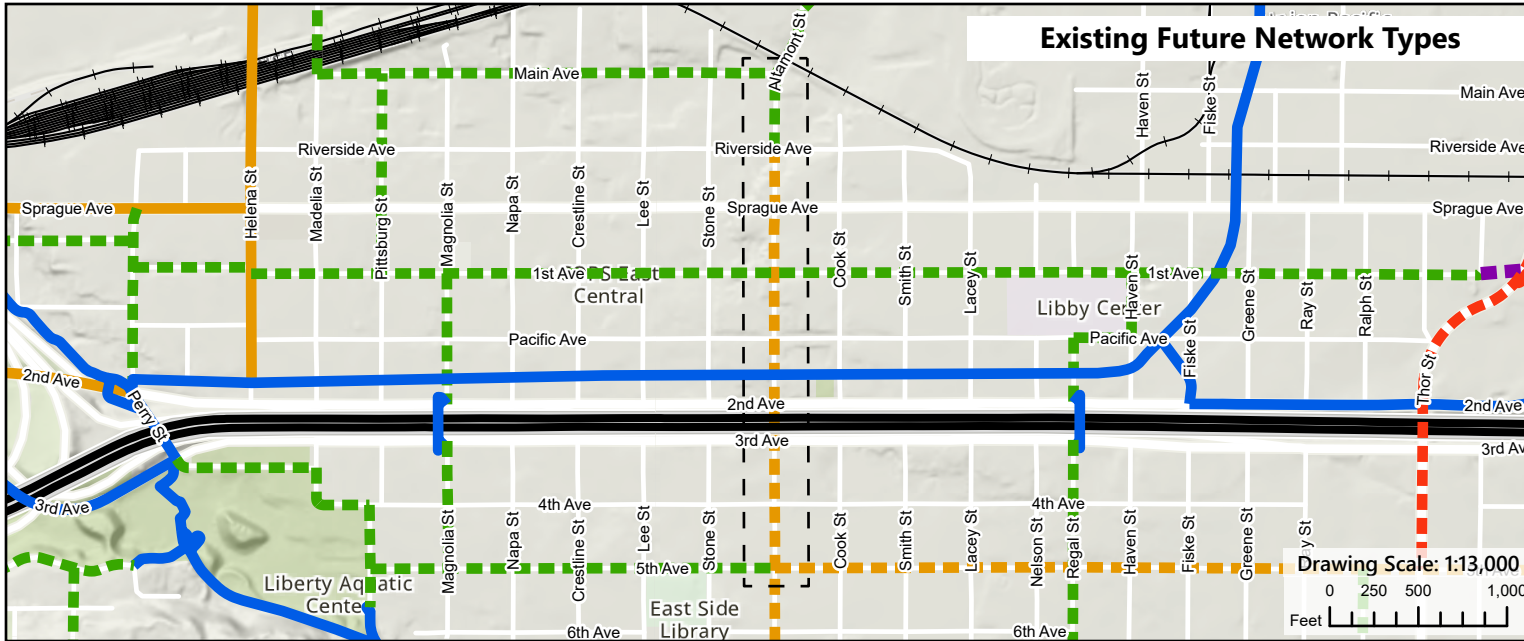 Existing Future Network Types
Altamont St
Main Ave
Haven St
Fiske St
Main Ave
Riverside Ave
Riverside Ave
Riverside Ave
Helena St
Madelia St
Pittsburg St
Magnolia St
Napa St
Crestline St
Lee St
Stone St
Sprague Ave
Sprague Ave
Sprague Ave
Cook St
Smith St
Lacey St
Haven St
1st Ave
East
Central
1st Ave
Libby Center
Greene St
Ray St
Ralph St
Pacific Ave
Pacific Ave
Fiske St
Thor St
2nd Ave
Perry St
2nd Ave
2nd Ave
3rd Ave
3rd Av
3rd Ave
4th Ave
4th Ave
Magnolia St
Napa St
Crestline St
Lee St
Stone St
Cook St
Smith St
Lacey St
Nelson St
Regal St
Haven St
Fiske St
Greene St
5th Ave
Liberty Aquatic
Cente
East Side
Library
6th Ave
6th Ave
Drawing Scale: 1:13,000
0 250 500 1,000
Feet